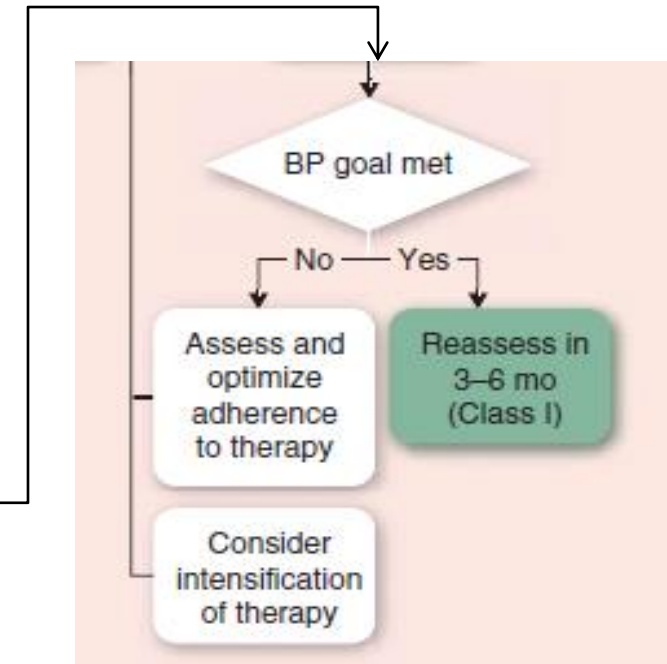 BP goal met
No
Yes
Assess and
optimize
adherence
to therapy
Reassess in
3–6 mo
(Class I)
Consider
intensification
of therapy